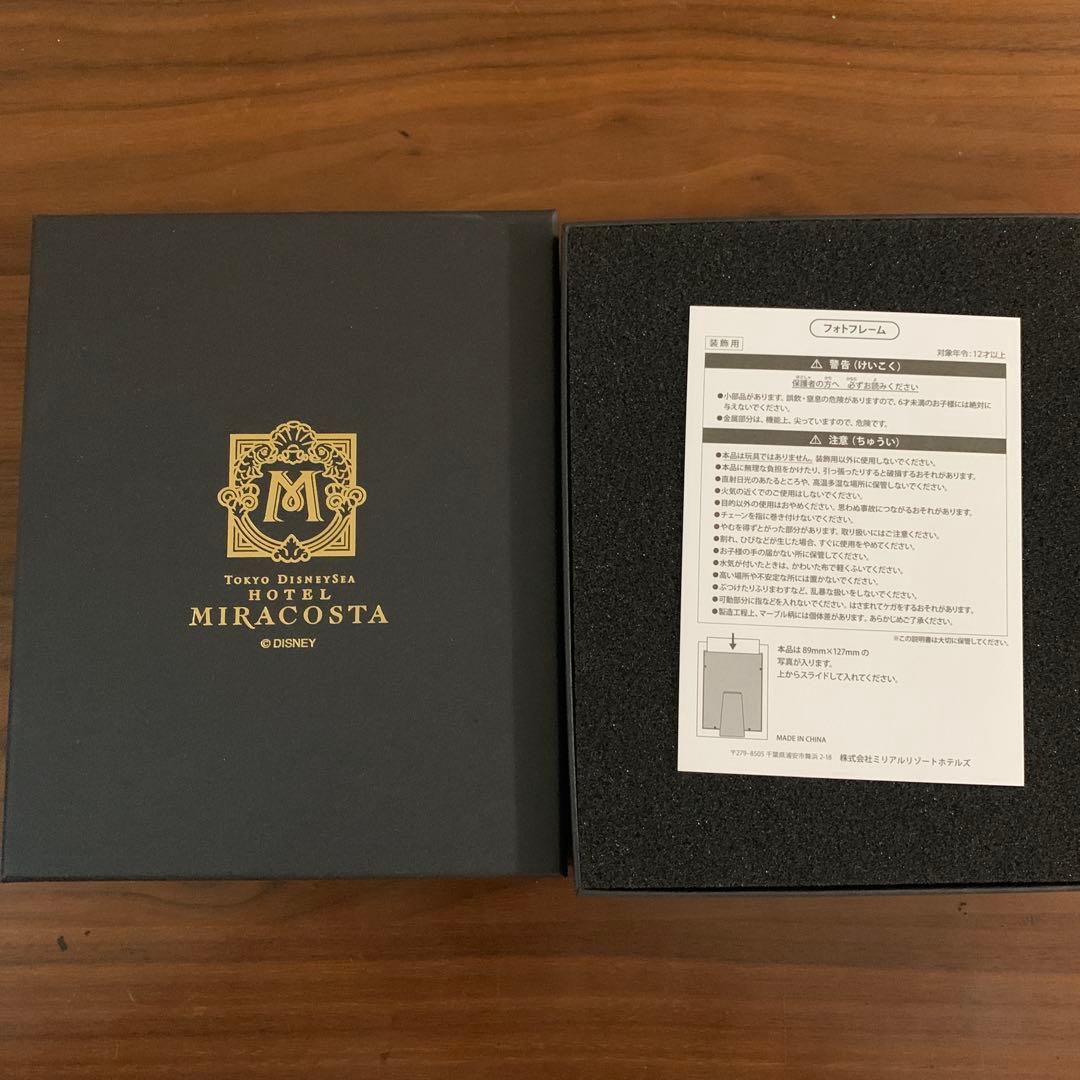 M
TOKYO DISNEYSEA
HOTEL
MIRACOSTA
© DISNEY
フォトフレーム
装飾用
対象年令:12才以上
⚠ 警告(けいこく)
保護者の方へ 必ずお読みください
●小部品があります。誤飲・窒息の危険がありますので、6才未満のお子様には絶対に
与えないでください。
●金属部分は、機能上、尖っていますので、危険です。
⚠ 注意(ちゅうい)
●本品は玩具ではありません。装飾用以外に使用しないでください。
●本品に無理な負担をかけたり、引っ張ったりすると破損するおそれがあります。
●直射日光のあたるところや、高温多湿な場所に保管しないでください。
●火気の近くでのご使用はしないでください。
●目的以外の使用はおやめください。思わぬ事故につながるおそれがあります。
●チェーンを指に巻き付けないでください。
●やむを得ずとがった部分があります。取り扱いにはご注意ください。
●割れ、ひびなどが生じた場合、すぐに使用をやめてください。
●お子様の手の届かない所に保管してください。
●水気が付いたときは、かわいた布で軽くふいてください。
●高い場所や不安定な所には置かないでください。
●ぶつけたりふりまわすなど、乱暴な扱いをしないでください。
●可動部分に指などを入れないでください。はさまれてケガをするおそれがあります。
●製造工程上、マーブル柄には個体差があります。あらかじめご了承ください。
※この説明書は大切に保管してください。
本品は89mm×127mmの
写真が入ります。
上からスライドして入れてください。
MADE IN CHINA
〒279-8505 千葉県浦安市舞浜2-18 株式会社ミリアルリゾートホテルズ